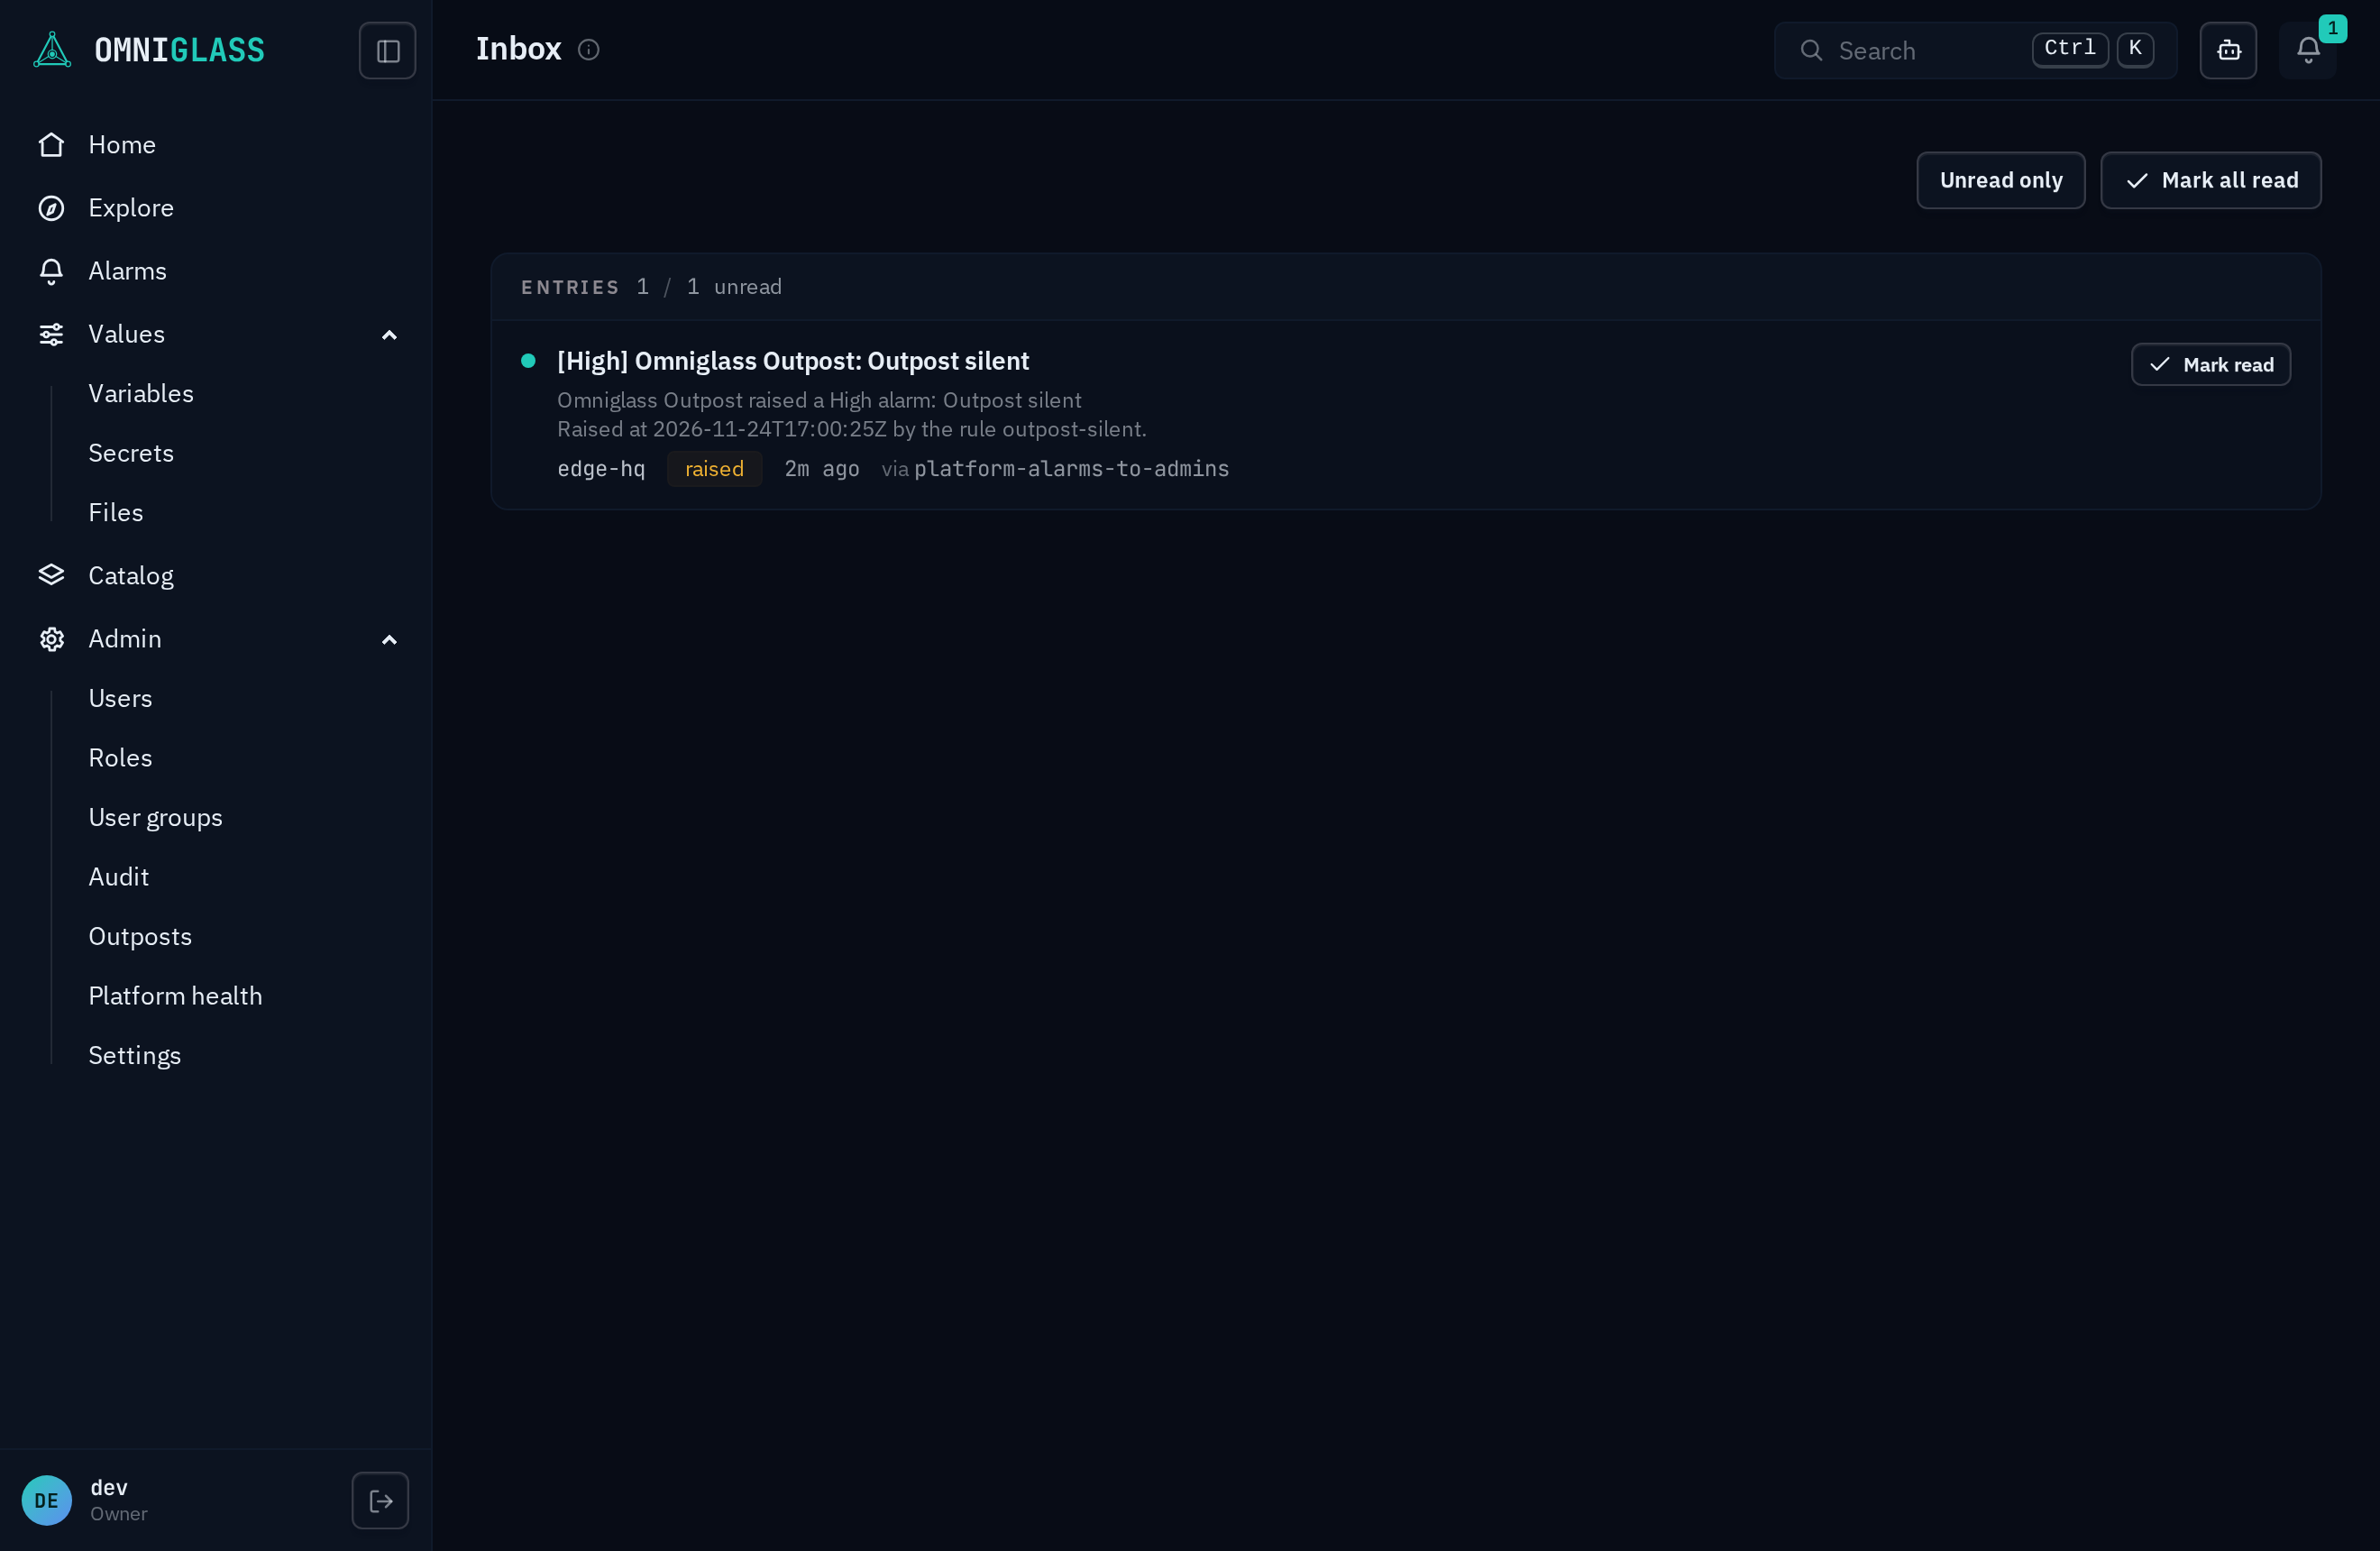 OMNIGLASS
Home
Explore
Alarms
Values
Variables
Secrets
Files
Catalog
Admin
Users
Roles
User groups
Audit
Outposts
Platform health
Settings
DE
dev
Owner
Inbox
Search Ctrl K
1
Unread only
Mark all read
ENTRIES 1 / 1 unread
[High] Omniglass Outpost: Outpost silent
Mark read
Omniglass Outpost raised a High alarm: Outpost silent
Raised at 2026-11-24T17:00:25Z by the rule outpost-silent.
edge-hq raised 2m ago via platform-alarms-to-admins